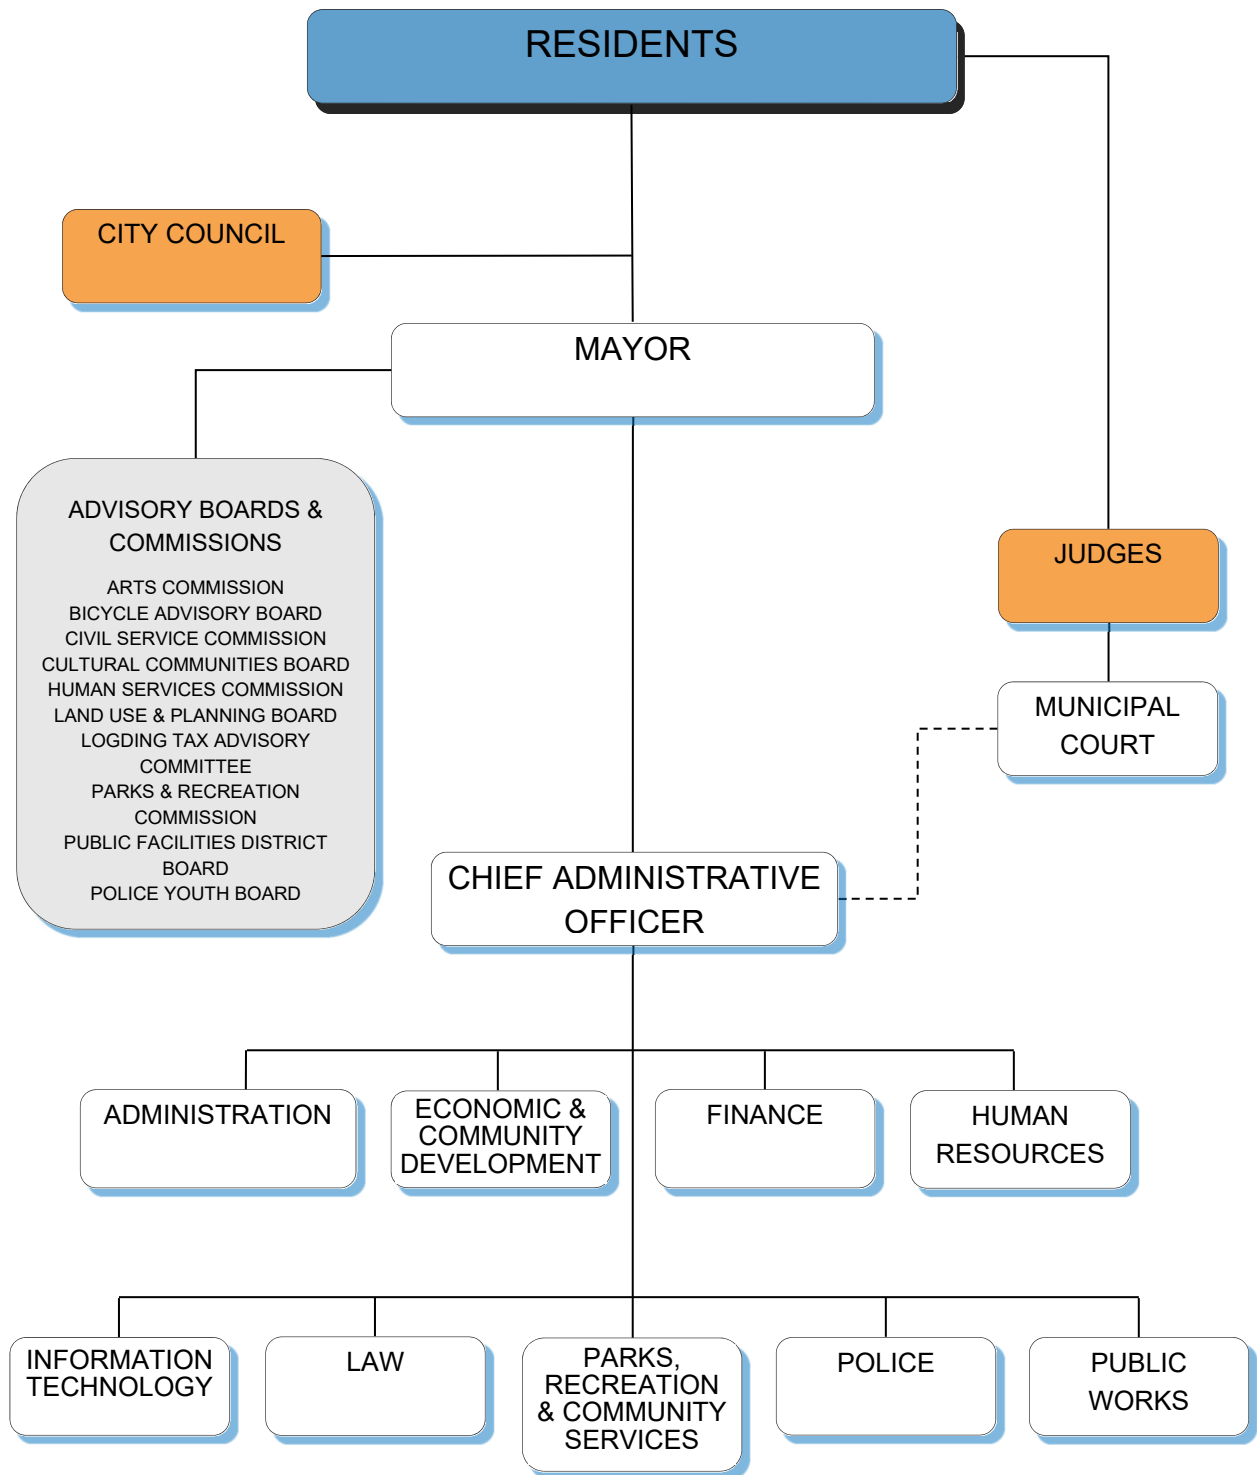 RESIDENTS
CITY COUNCIL
MAYOR
ADVISORY BOARDS &
COMMISSIONS
ARTS COMMISSION
BICYCLE ADVISORY BOARD
CIVIL SERVICE COMMISSION
CULTURAL COMMUNITIES BOARD
HUMAN SERVICES COMMISSION
LAND USE & PLANNING BOARD
LOGDING TAX ADVISORY
COMMITTEE
PARKS & RECREATION
COMMISSION
PUBLIC FACILITIES DISTRICT
BOARD
POLICE YOUTH BOARD
JUDGES
MUNICIPAL
COURT
CHIEF ADMINISTRATIVE
OFFICER
ADMINISTRATION
ECONOMIC &
COMMUNITY
DEVELOPMENT
FINANCE
HUMAN
RESOURCES
INFORMATION
TECHNOLOGY
LAW
PARKS,
RECREATION
& COMMUNITY
SERVICES
POLICE
PUBLIC
WORKS